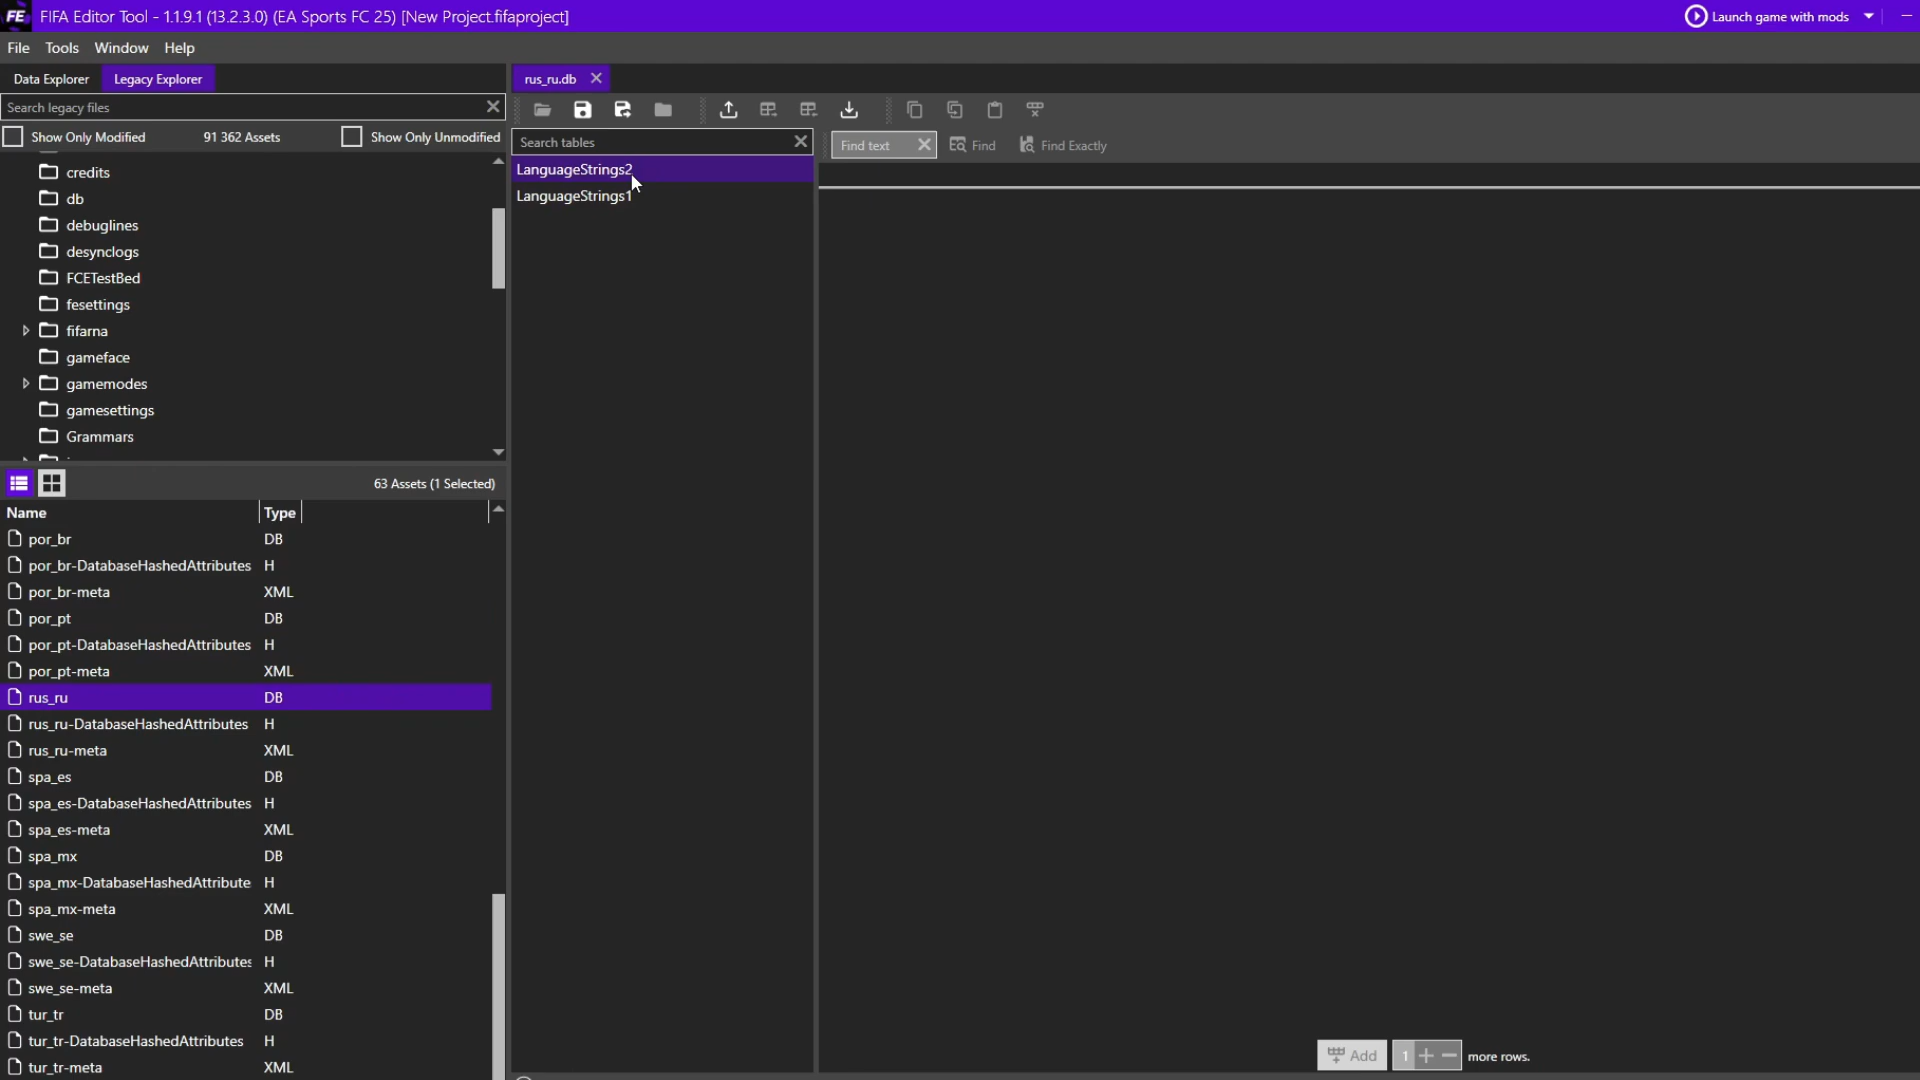 FE FIFA Editor Tool - 1.1.9.1 (13.2.3.0) (EA Sports FC 25) [New Project.fifaproject]
Launch game with mods
File Tools Window Help
Data Explorer Legacy Explorer
Search legacy files
Show Only Modified 91 362 Assets Show Only Unmodified
credits
db
debuglines
desynclogs
FCETestBed
fesettings
fifarna
gameface
gamemodes
gamesettings
Grammars
63 Assets (1 Selected)
Name Type
por_br DB
por_br-DatabaseHashedAttributes H
por_br-meta XML
por_pt DB
por_pt-DatabaseHashedAttributes H
por_pt-meta XML
rus_ru DB
rus_ru-DatabaseHashedAttributes H
rus_ru-meta XML
spa_es DB
spa_es-DatabaseHashedAttributes H
spa_es-meta XML
spa_mx DB
spa_mx-DatabaseHashedAttribute H
spa_mx-meta XML
swe_se DB
swe_se-DatabaseHashedAttributes H
swe_se-meta XML
tur_tr DB
tur_tr-DatabaseHashedAttributes H
tur_tr-meta XML
rus_ru.db
Search tables
LanguageStrings2
LanguageStrings1
Find text Find Find Exactly
Add 1 more rows.